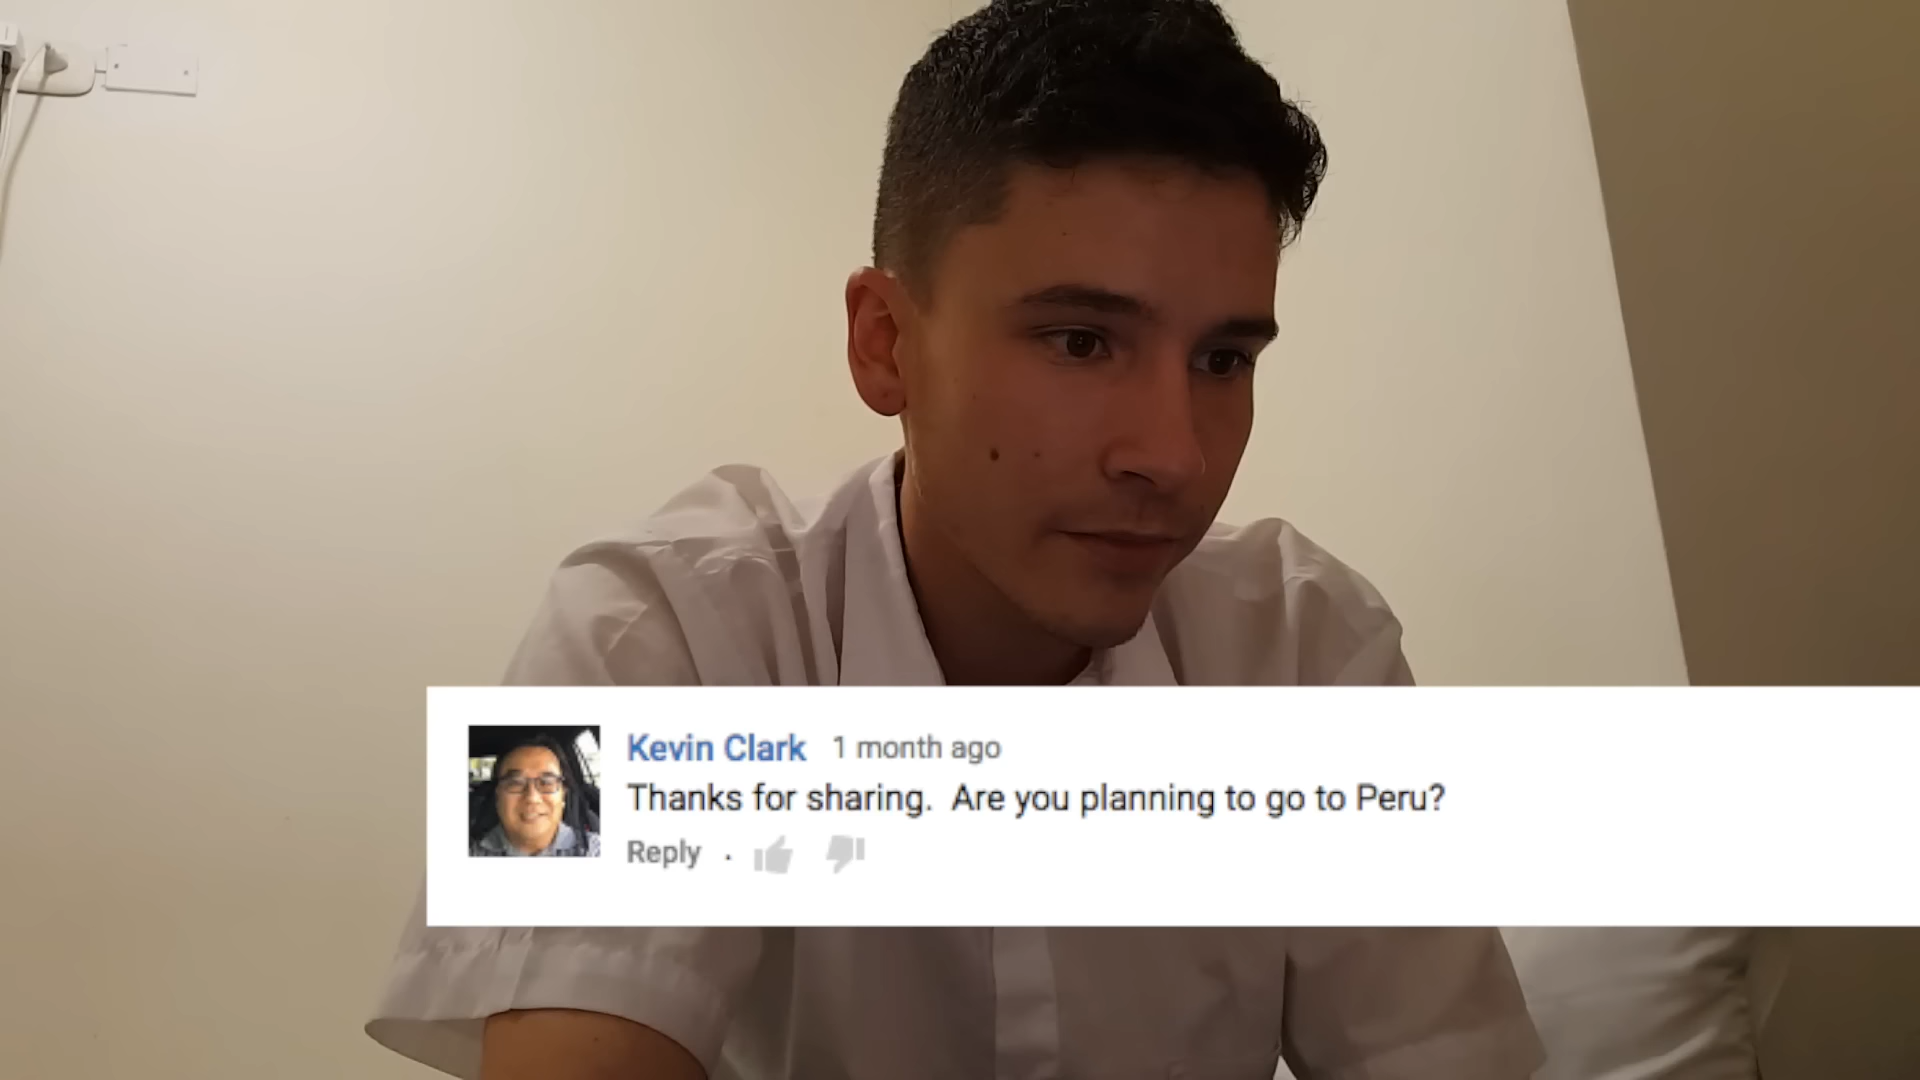 Kevin Clark 1 month ago
Thanks for sharing. Are you planning to go to Peru?
Reply .